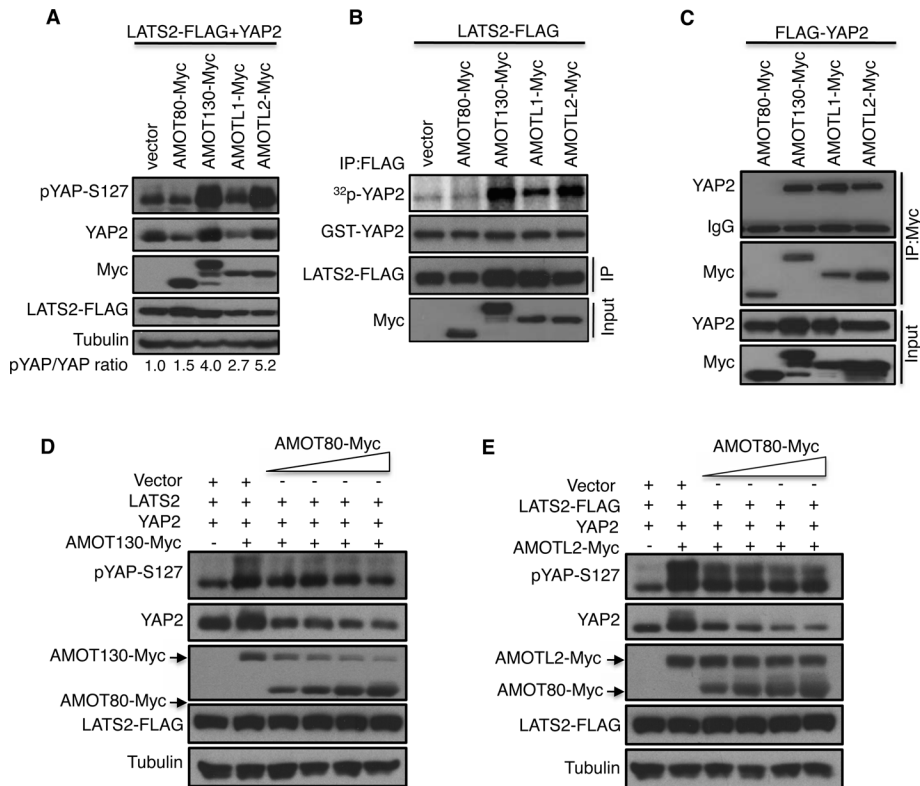 A
LATS2-FLAG+YAP2
vector
AMOT80-Myc
AMOT130-Myc
AMOTL1-Myc
AMOTL2-Myc
pYAP-S127
YAP2
Myc
LATS2-FLAG
Tubulin
pYAP/YAP ratio 1.0 1.5 4.0 2.7 5.2
B
LATS2-FLAG
vector
AMOT80-Myc
AMOT130-Myc
AMOTL1-Myc
AMOTL2-Myc
IP:FLAG
³²p-YAP2
GST-YAP2
LATS2-FLAG
IP
Myc
Input
C
FLAG-YAP2
AMOT80-Myc
AMOT130-Myc
AMOTL1-Myc
AMOTL2-Myc
YAP2
IgG
Myc
IP:Myc
YAP2
Myc
Input
D
AMOT80-Myc
Vector + + - - - -
LATS2 + + + + + +
YAP2 + + + + + +
AMOT130-Myc - + + + + +
pYAP-S127
YAP2
AMOT130-Myc
AMOT80-Myc
LATS2-FLAG
Tubulin
E
AMOT80-Myc
Vector + + - - - -
LATS2-FLAG + + + + + +
YAP2 + + + + + +
AMOTL2-Myc - + + + + +
pYAP-S127
YAP2
AMOTL2-Myc
AMOT80-Myc
LATS2-FLAG
Tubulin